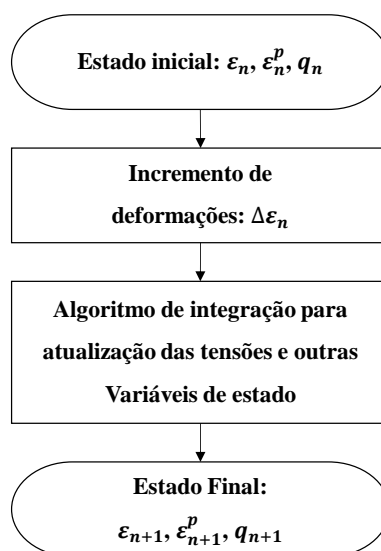 Estado inicial: εₙ, εₙᵖ, qₙ
Incremento de
deformações: Δεₙ
Algoritmo de integração para
atualização das tensões e outras
Variáveis de estado
Estado Final:
εₙ₊₁, εₙ₊₁ᵖ, qₙ₊₁